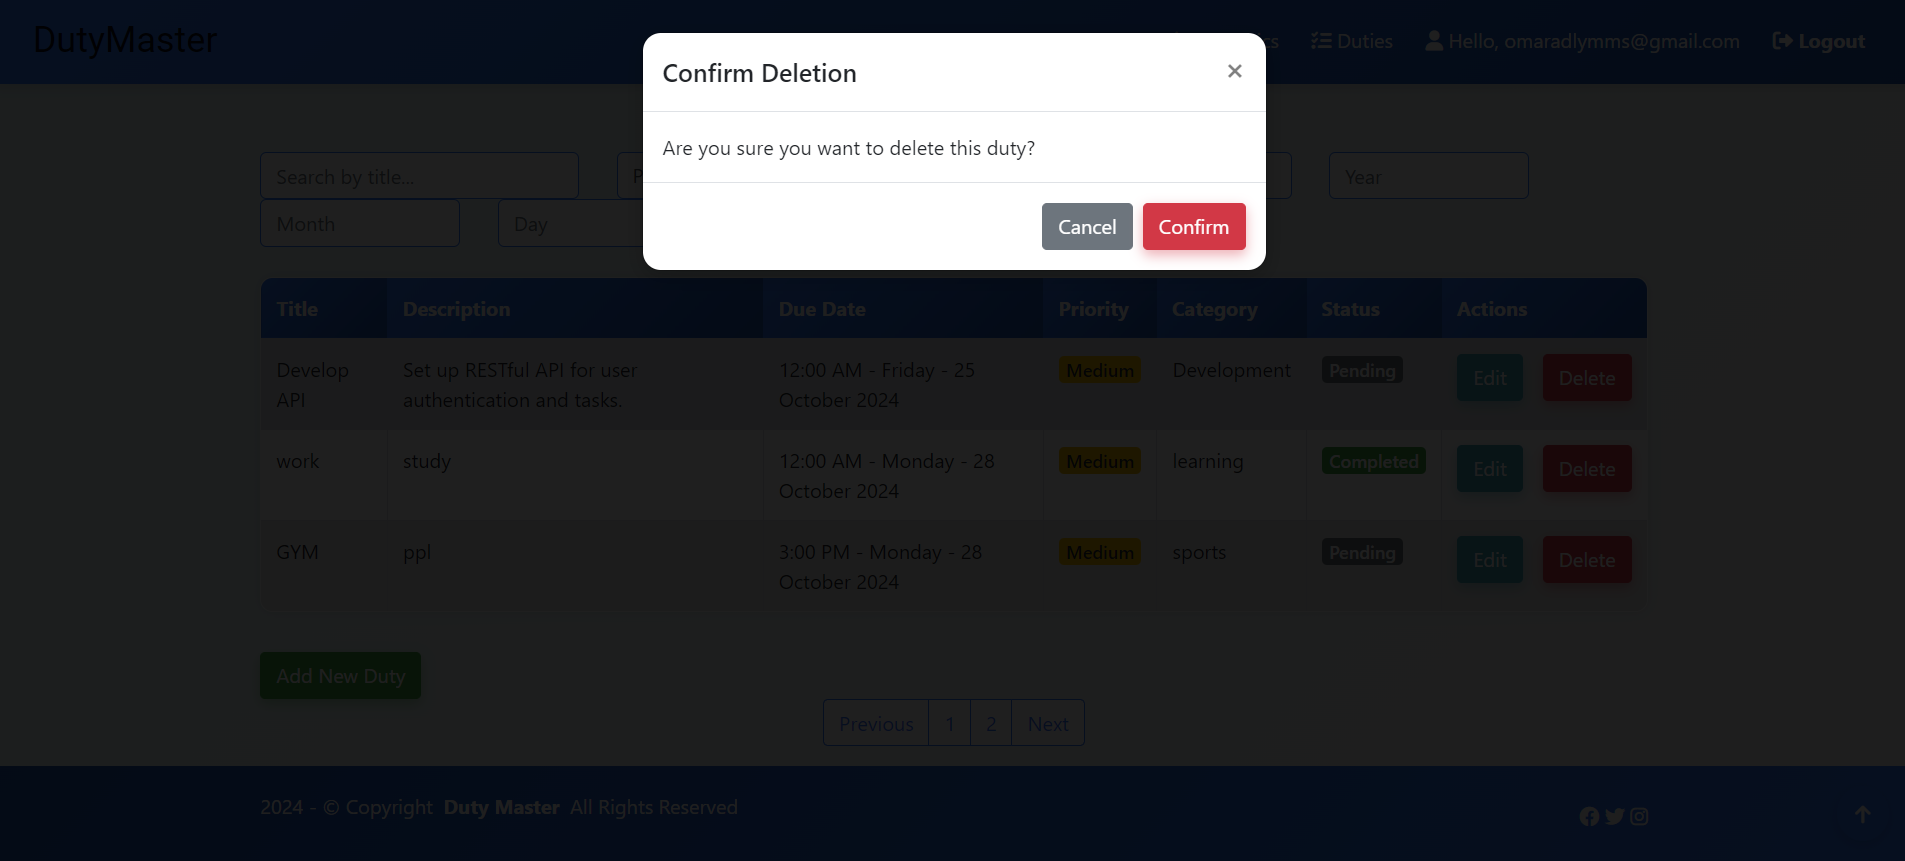 DutyMaster
cs
Duties
Hello, omaradlymms@gmail.com
Logout
Confirm Deletion
×
Are you sure you want to delete this duty?
Cancel
Confirm
Search by title...
P
Year
Month
Day
Title Description Due Date Priority Category Status Actions
Develop API
Set up RESTful API for user
authentication and tasks.
12:00 AM - Friday - 25
October 2024
Medium
Development
Pending
Edit
Delete
work
study
12:00 AM - Monday - 28
October 2024
Medium
learning
Completed
Edit
Delete
GYM
ppl
3:00 PM - Monday - 28
October 2024
Medium
sports
Pending
Edit
Delete
Add New Duty
Previous 1 2 Next
2024 - © Copyright Duty Master All Rights Reserved